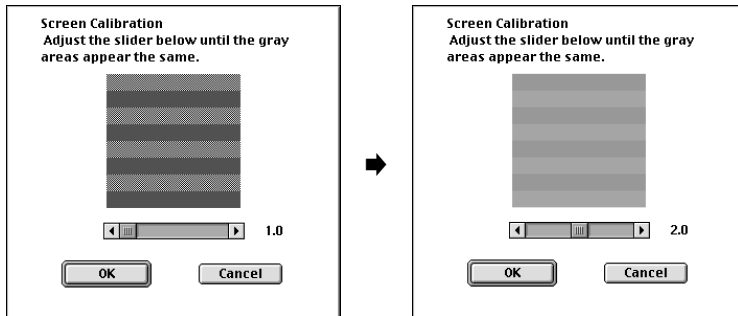 Screen Calibration
Adjust the slider below until the gray
areas appear the same.
1.0
OK Cancel
Screen Calibration
Adjust the slider below until the gray
areas appear the same.
2.0
OK Cancel